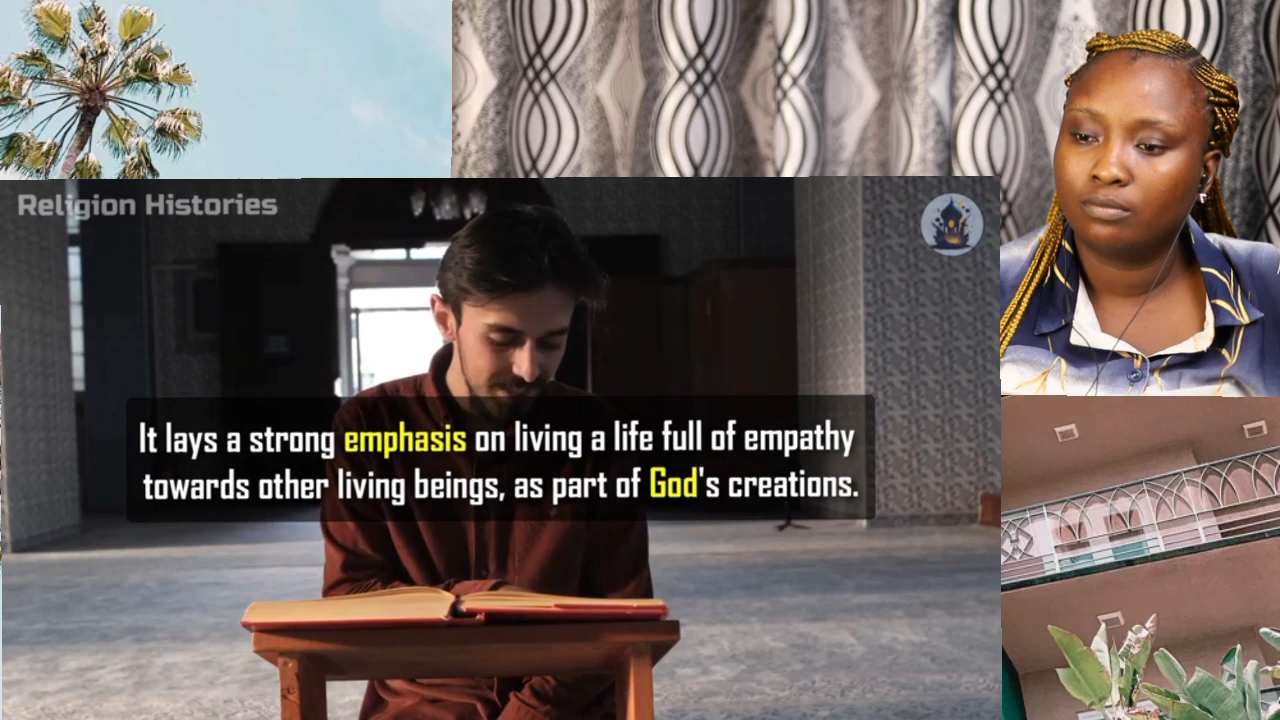 Religion Histories
It lays a strong emphasis on living a life full of empathy
towards other living beings, as part of God's creations.